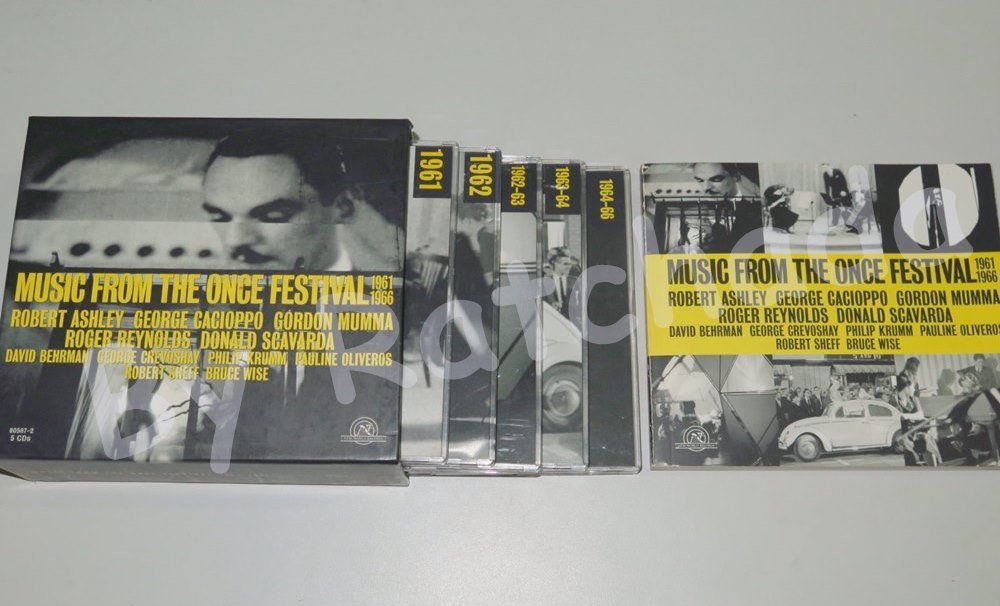 MUSIC FROM THE ONCE FESTIVAL 1961 1966
ROBERT ASHLEY GEORGE CACIOPPO GORDON MUMMA
ROGER REYNOLDS DONALD SCAVARDA
DAVID BEHRMAN GEORGE CREVOSHAY PHILIP KRUMM PAULINE OLIVEROS
ROBERT SHEFF BRUCE WISE
80567-2
5 CDs
1961
1962
1962-63
1963-64
1964-66
MUSIC FROM THE ONCE FESTIVAL 1961 1966
ROBERT ASHLEY GEORGE CACIOPPO GORDON MUMMA
ROGER REYNOLDS DONALD SCAVARDA
DAVID BEHRMAN GEORGE CREVOSHAY PHILIP KRUMM PAULINE OLIVEROS
ROBERT SHEFF BRUCE WISE
by Ratchada